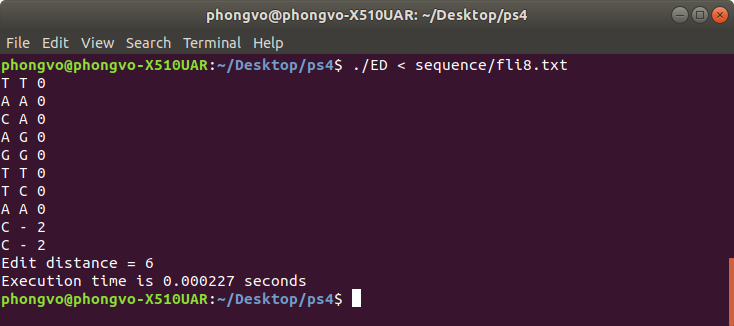 phongvo@phongvo-X510UAR: ~/Desktop/ps4
File Edit View Search Terminal Help
phongvo@phongvo-X510UAR:~/Desktop/ps4$ ./ED < sequence/fli8.txt
T T 0
A A 0
C A 0
A G 0
G G 0
T T 0
T C 0
A A 0
C - 2
C - 2
Edit distance = 6
Execution time is 0.000227 seconds
phongvo@phongvo-X510UAR:~/Desktop/ps4$